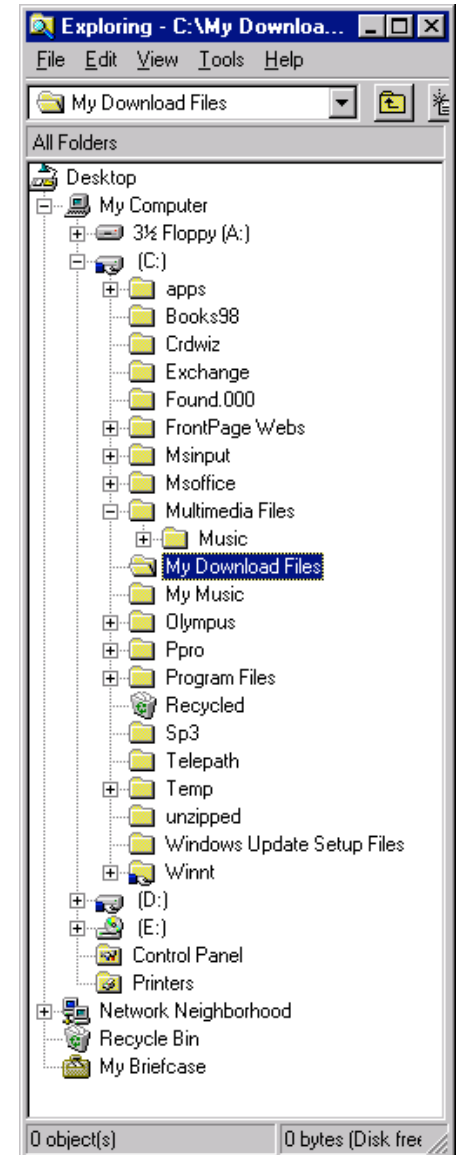 Exploring - C:\My Downloa...
File Edit View Tools Help
My Download Files
All Folders
Desktop
My Computer
3½ Floppy (A:)
(C:)
apps
Books98
Crdwiz
Exchange
Found.000
FrontPage Webs
Msinput
Msoffice
Multimedia Files
Music
My Download Files
My Music
Olympus
Ppro
Program Files
Recycled
Sp3
Telepath
Temp
unzipped
Windows Update Setup Files
Winnt
(D:)
(E:)
Control Panel
Printers
Network Neighborhood
Recycle Bin
My Briefcase
0 object(s) 0 bytes (Disk free